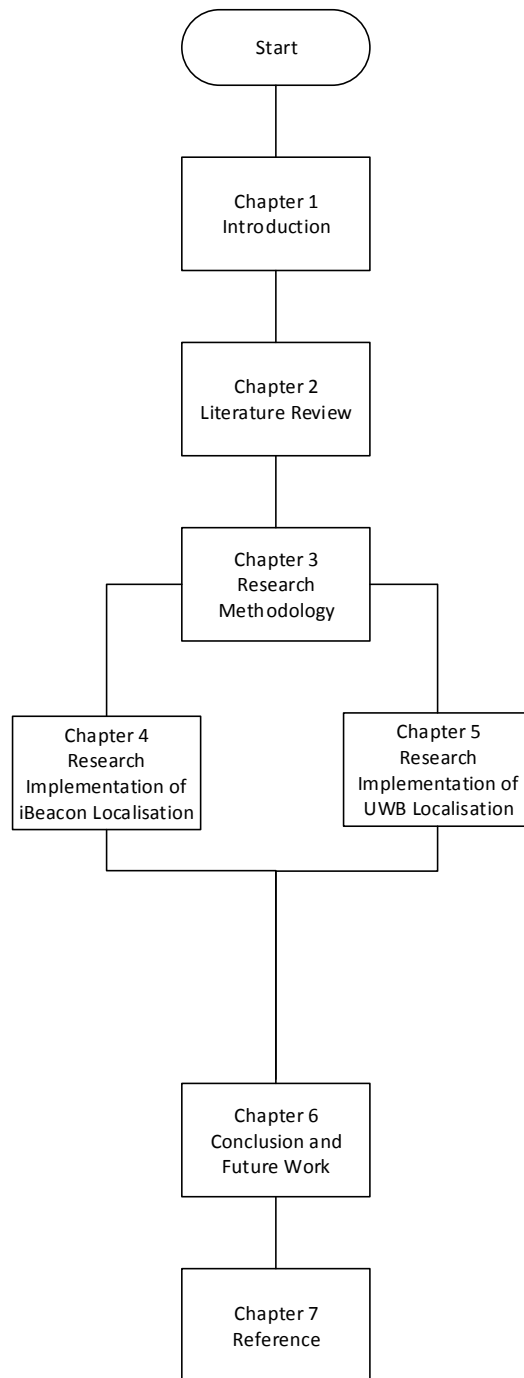 Start
Chapter 1
Introduction
Chapter 2
Literature Review
Chapter 3
Research
Methodology
Chapter 4
Research
Implementation of
iBeacon Localisation
Chapter 5
Research
Implementation of
UWB Localisation
Chapter 6
Conclusion and
Future Work
Chapter 7
Reference